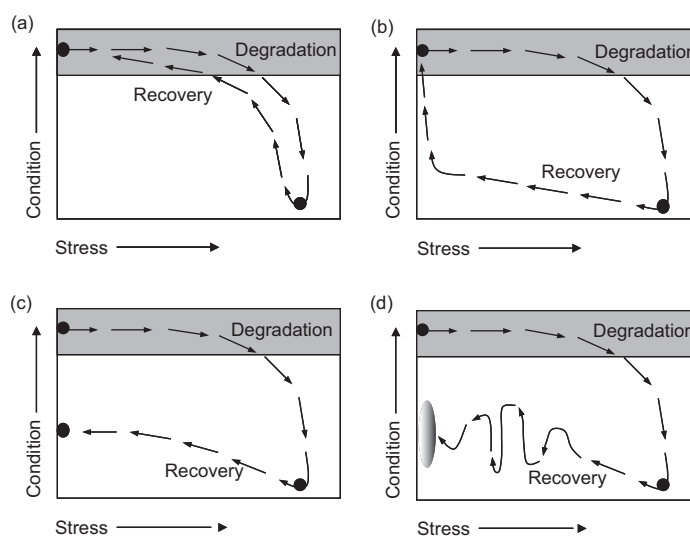 (a)
Degradation
Recovery
Condition
Stress
(b)
Degradation
Recovery
Condition
Stress
(c)
Degradation
Recovery
Condition
Stress
(d)
Degradation
Recovery
Condition
Stress